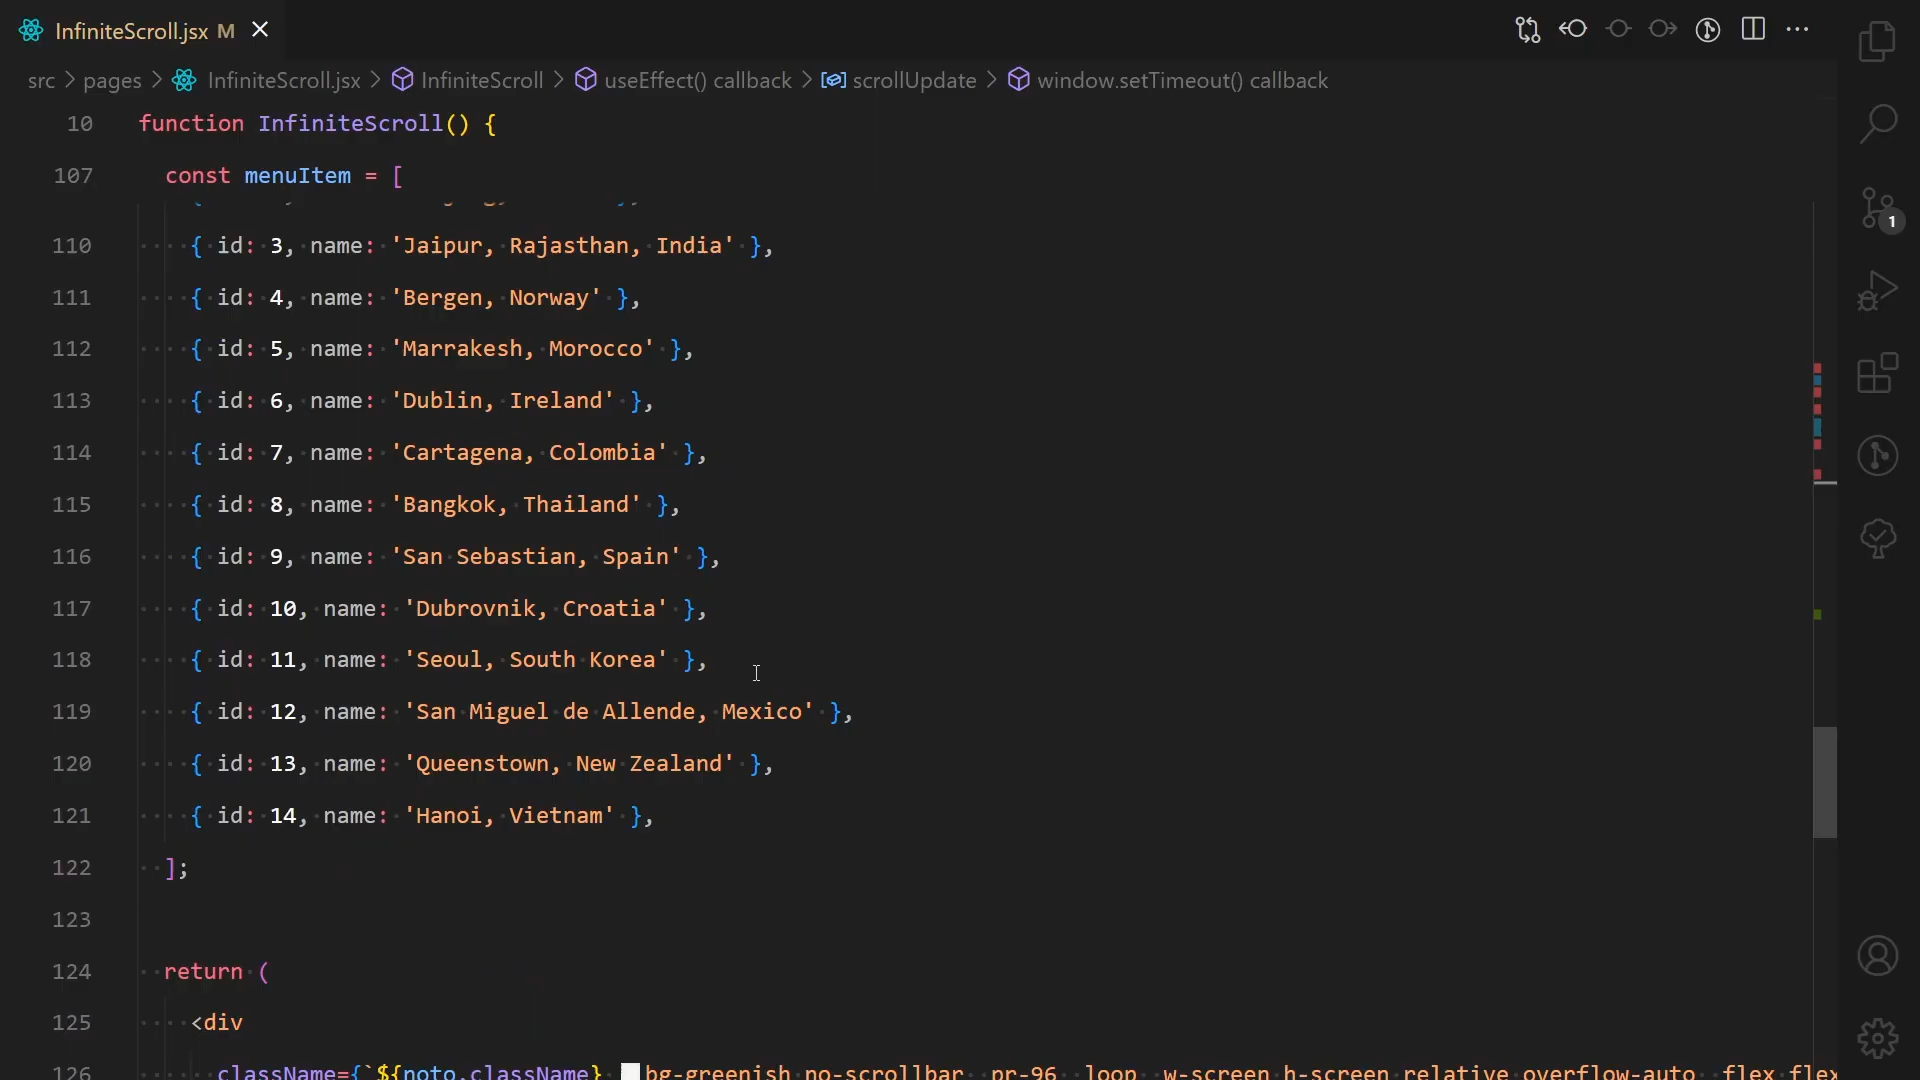 InfiniteScroll.jsx M
src > pages > InfiniteScroll.jsx > InfiniteScroll > useEffect() callback > scrollUpdate > window.setTimeout() callback
10 function InfiniteScroll() {
107 const menuItem = [
110 { id: 3, name: 'Jaipur, Rajasthan, India' },
111 { id: 4, name: 'Bergen, Norway' },
112 { id: 5, name: 'Marrakesh, Morocco' },
113 { id: 6, name: 'Dublin, Ireland' },
114 { id: 7, name: 'Cartagena, Colombia' },
115 { id: 8, name: 'Bangkok, Thailand' },
116 { id: 9, name: 'San Sebastian, Spain' },
117 { id: 10, name: 'Dubrovnik, Croatia' },
118 { id: 11, name: 'Seoul, South Korea' },
119 { id: 12, name: 'San Miguel de Allende, Mexico' },
120 { id: 13, name: 'Queenstown, New Zealand' },
121 { id: 14, name: 'Hanoi, Vietnam' },
122 ];
123
124 return (
125 <div
126 className={`${noto.className} bg-greenish no-scrollbar pr-96 loop w-screen h-screen relative overflow-auto flex flex
1